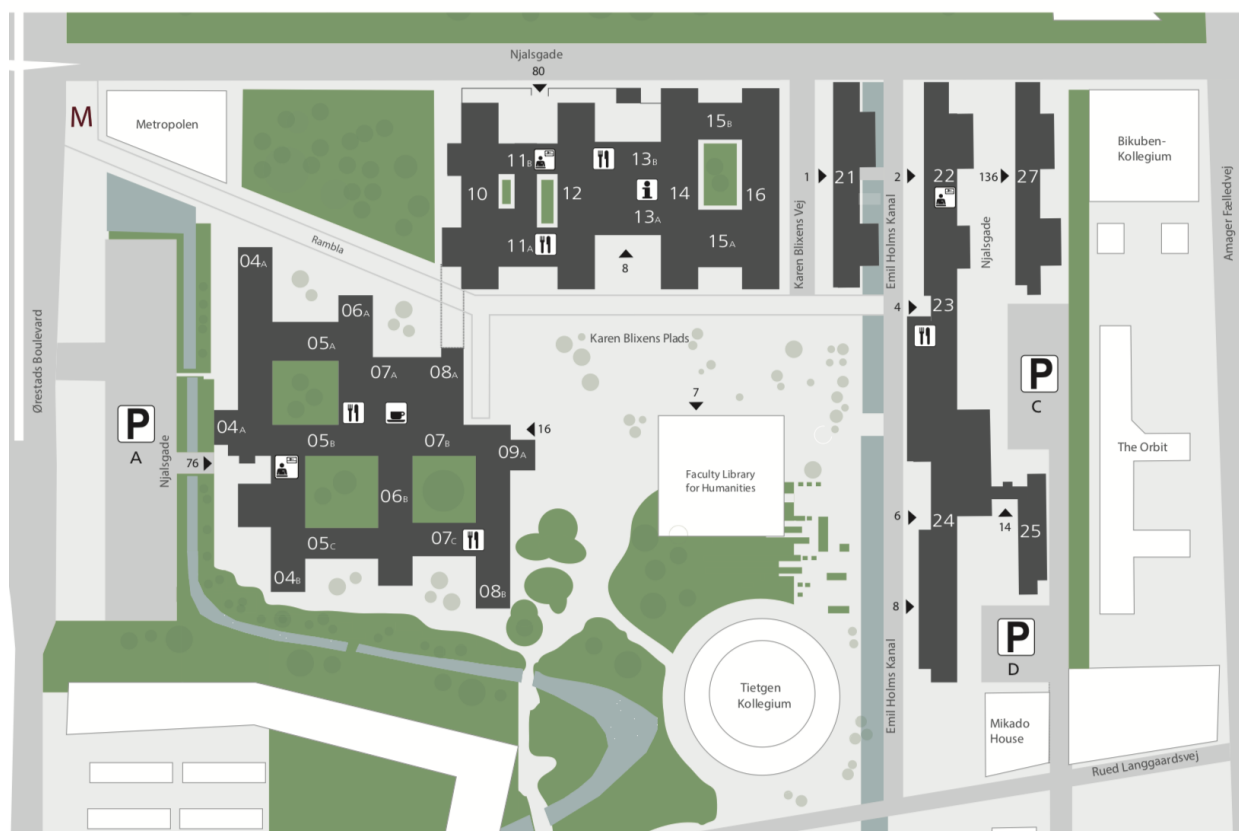 Njalsgade
80
M
Metropolen
Bikuben-
Kollegium
Amager Fælledvej
15B
11B
13B
10
12
14
16
13A
11A
15A
8
1
21
2
22
136
27
Karen Blixens Vej
Emil Holms Kanal
Njalsgade
Rambla
04A
06A
05A
07A
08A
4
23
Karen Blixens Plads
Ørestads Boulevard
P
A
Njalsgade
P
C
7
04A
05B
07B
16
09A
76
06B
Faculty Library
for Humanities
The Orbit
05C
07C
04B
08B
6
24
14
25
8
P
D
Emil Holms Kanal
Tietgen
Kollegium
Mikado
House
Rued Langgaardsvej